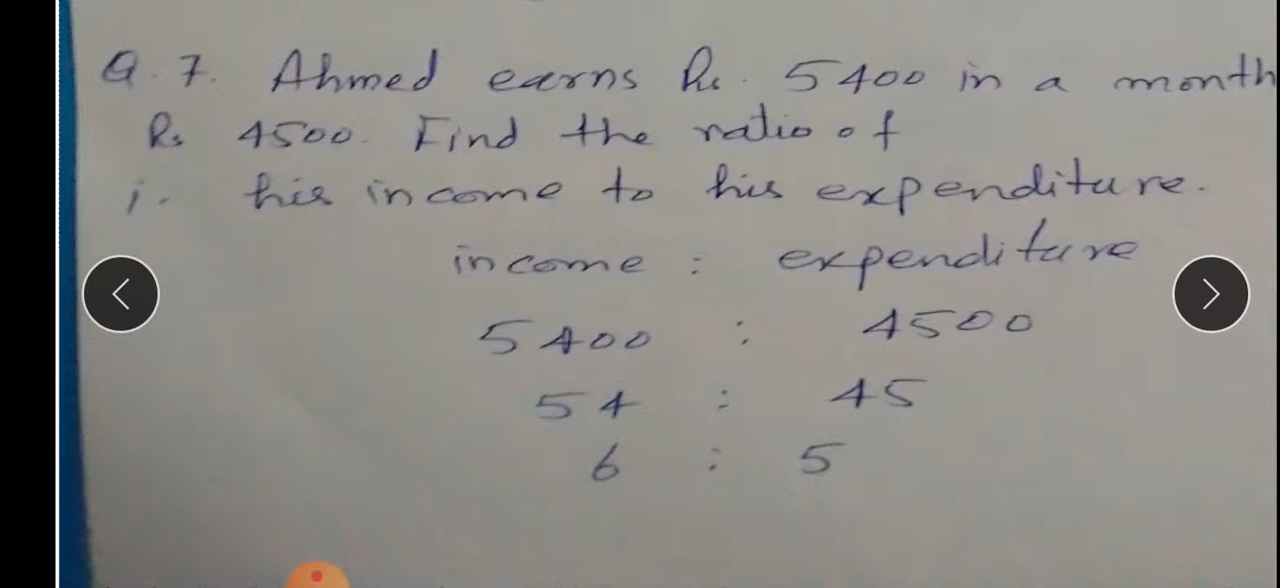 Q. 7. Ahmed earns Rs. 5400 in a month
Rs 4500. Find the ratio of
i. his income to his expenditure.
income : expenditure
5400 : 4500
54 : 45
6 : 5